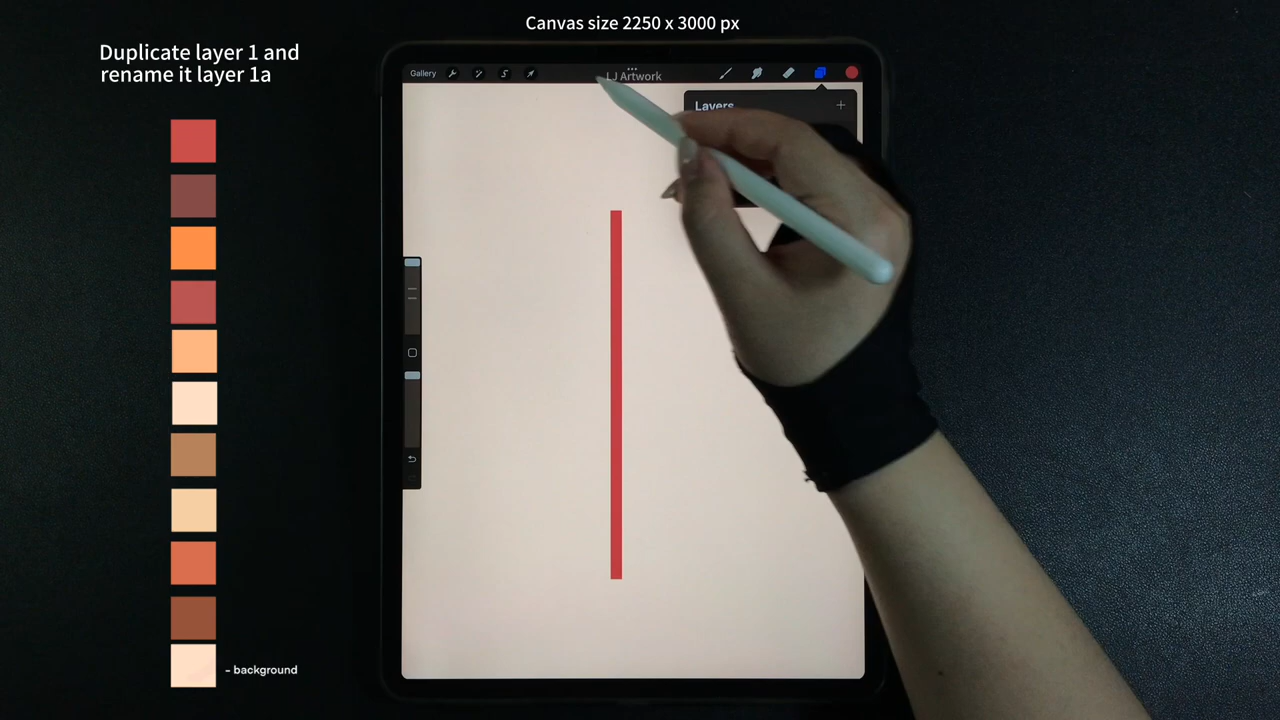 Canvas size 2250 x 3000 px
Duplicate layer 1 and
rename it layer 1a
Gallery
LJ Artwork
Layers
- background